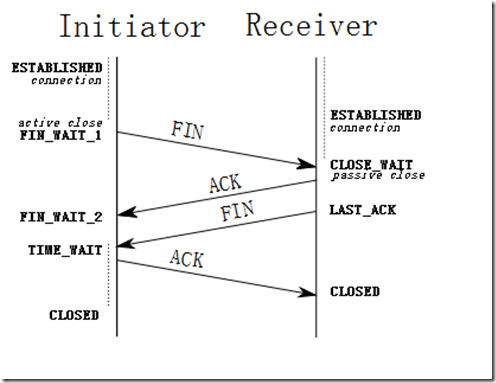 Initiator Receiver
ESTABLISHED
connection
active close
FIN_WAIT_1
FIN
ESTABLISHED
connection
CLOSE_WAIT
passive close
ACK
FIN_WAIT_2
FIN
LAST_ACK
TIME_WAIT
ACK
CLOSED
CLOSED